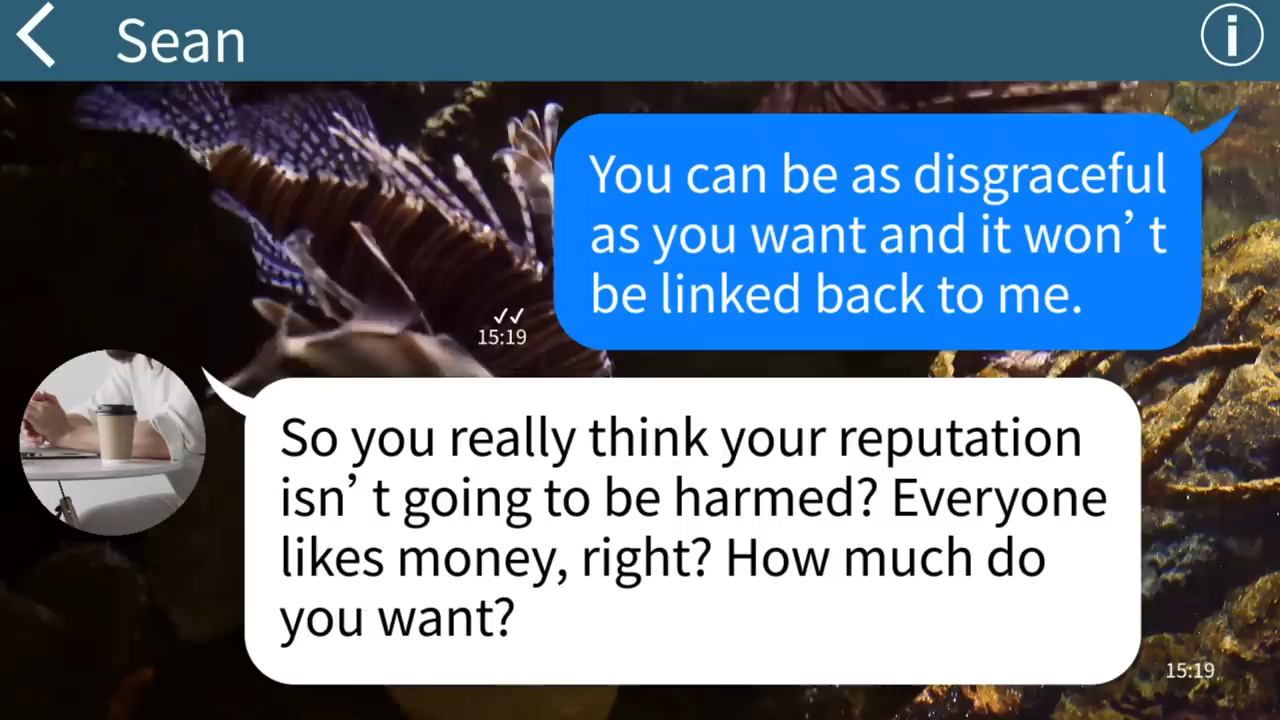 Sean
You can be as disgraceful
as you want and it won’t
be linked back to me.
15:19
So you really think your reputation
isn’t going to be harmed? Everyone
likes money, right? How much do
you want?
15:19